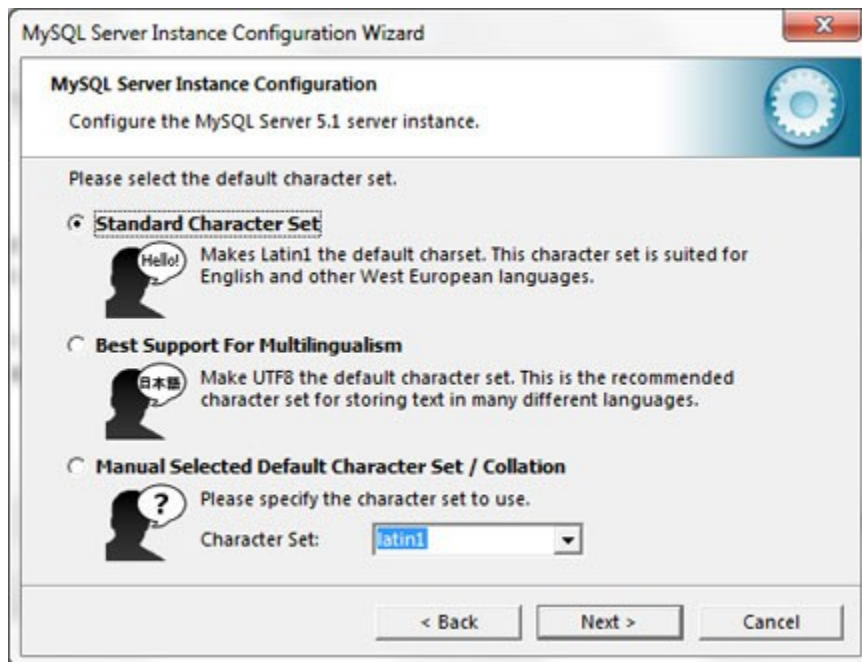 MySQL Server Instance Configuration Wizard
MySQL Server Instance Configuration
Configure the MySQL Server 5.1 server instance.
Please select the default character set.
Standard Character Set
Hello!
Makes Latin1 the default charset. This character set is suited for
English and other West European languages.
Best Support For Multilingualism
日本語
Make UTF8 the default character set. This is the recommended
character set for storing text in many different languages.
Manual Selected Default Character Set / Collation
?
Please specify the character set to use.
Character Set: latin1
< Back Next > Cancel